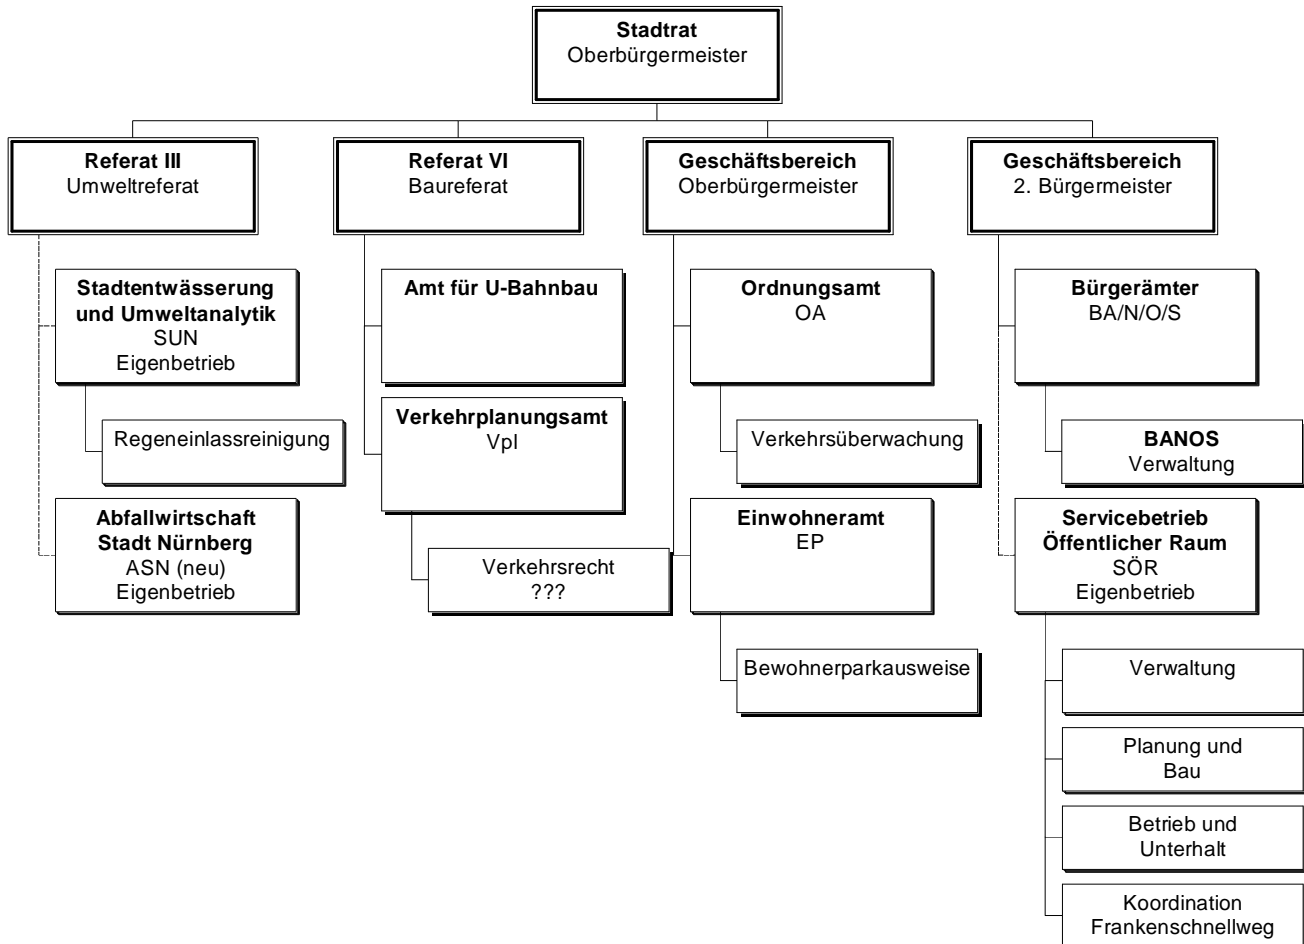 Stadtrat
Oberbürgermeister
Referat III
Umweltreferat
Referat VI
Baureferat
Geschäftsbereich
Oberbürgermeister
Geschäftsbereich
2. Bürgermeister
Stadtentwässerung
und Umweltanalytik
SUN
Eigenbetrieb
Regeneinlassreinigung
Abfallwirtschaft
Stadt Nürnberg
ASN (neu)
Eigenbetrieb
Amt für U-Bahnbau
Verkehrplanungsamt
Vpl
Verkehrsrecht
???
Ordnungsamt
OA
Verkehrsüberwachung
Einwohneramt
EP
Bewohnerparkausweise
Bürgerämter
BA/N/O/S
BANOS
Verwaltung
Servicebetrieb
Öffentlicher Raum
SÖR
Eigenbetrieb
Verwaltung
Planung und
Bau
Betrieb und
Unterhalt
Koordination
Frankenschnellweg